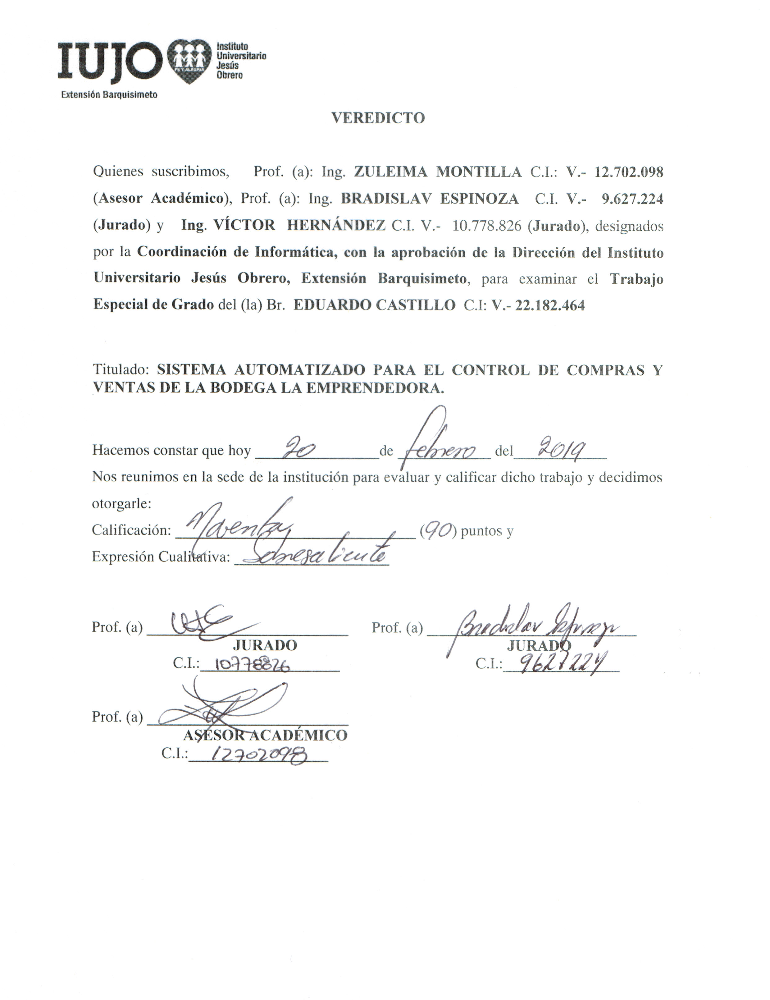 IUJO
FE Y ALEGRIA
Instituto
Universitario
Jesús
Obrero
Extensión Barquisimeto
VEREDICTO
Quienes suscribimos, Prof. (a): Ing. ZULEIMA MONTILLA C.I.: V.- 12.702.098
(Asesor Académico), Prof. (a): Ing. BRADISLAV ESPINOZA C.I. V.- 9.627.224
(Jurado) y Ing. VÍCTOR HERNÁNDEZ C.I. V.- 10.778.826 (Jurado), designados
por la Coordinación de Informática, con la aprobación de la Dirección del Instituto
Universitario Jesús Obrero, Extensión Barquisimeto, para examinar el Trabajo
Especial de Grado del (la) Br. EDUARDO CASTILLO C.I: V.- 22.182.464
Titulado: SISTEMA AUTOMATIZADO PARA EL CONTROL DE COMPRAS Y
VENTAS DE LA BODEGA LA EMPRENDEDORA.
Hacemos constar que hoy 20 de febrero del 2019
Nos reunimos en la sede de la institución para evaluar y calificar dicho trabajo y decidimos
otorgarle:
Calificación: Noventa (90) puntos y
Expresión Cualitativa: Sobresaliente
Prof. (a) Prof. (a) Bradislav Espinoza
JURADO JURADO
C.I.: 10778826 C.I.: 9627224
Prof. (a)
ASESOR ACADÉMICO
C.I.: 12702098